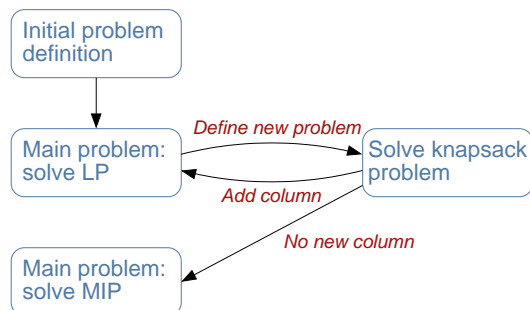 Initial problem
definition
Define new problem
Main problem:
solve LP
Solve knapsack
problem
Add column
No new column
Main problem:
solve MIP